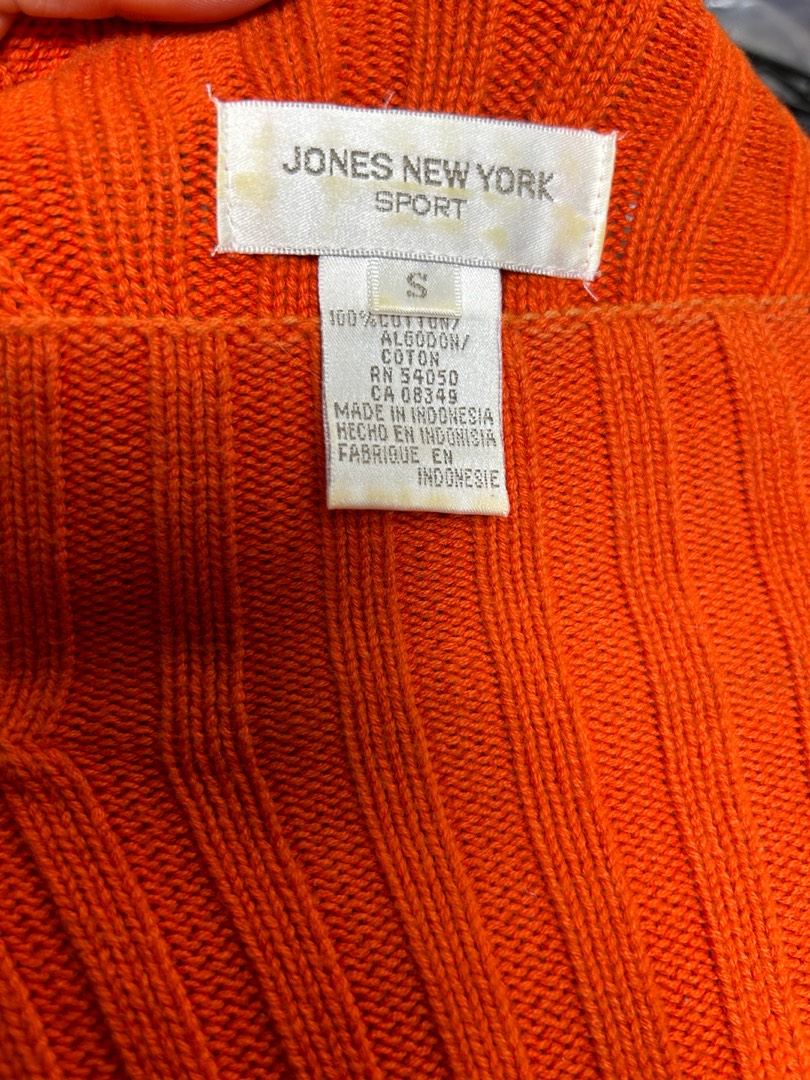 JONES NEW YORK
SPORT
S
100%COTTON/
ALGODON/
COTON
RN 54050
CA 08349
MADE IN INDONESIA
HECHO EN INDONISIA
FABRIQUE EN
INDONESIE